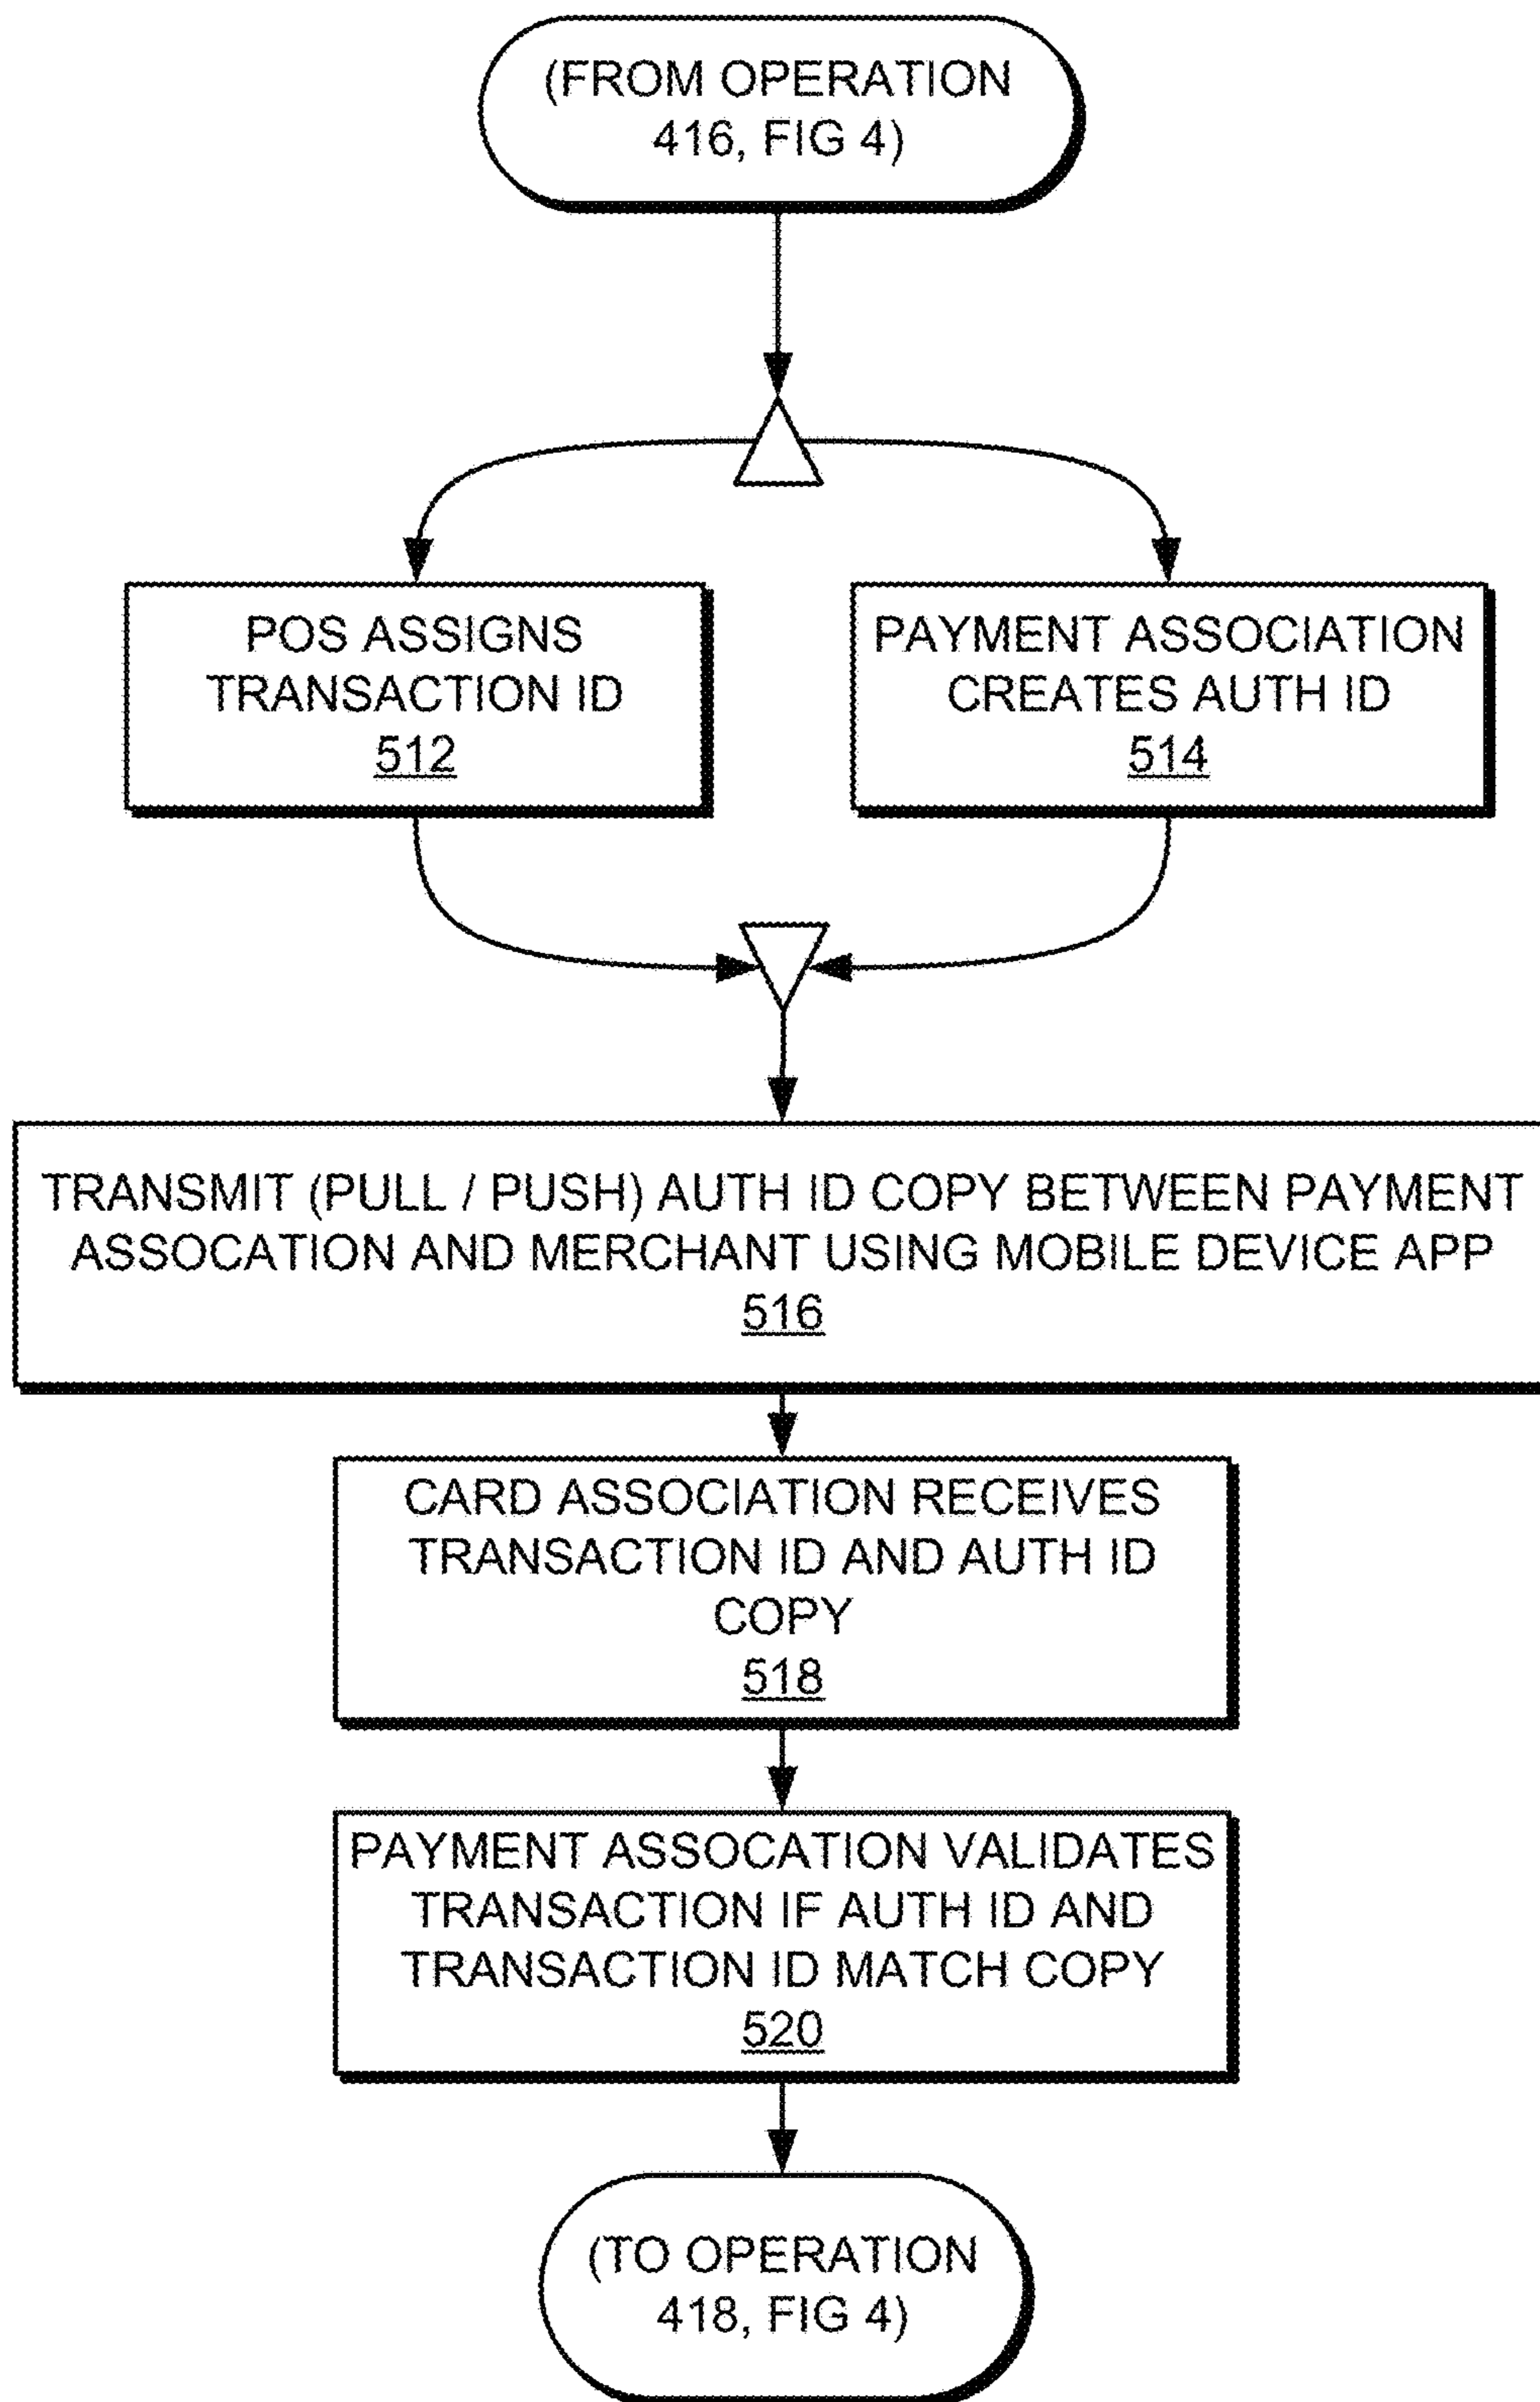 (FROM OPERATION
416, FIG 4)
POS ASSIGNS
TRANSACTION ID
512
PAYMENT ASSOCIATION
CREATES AUTH ID
514
TRANSMIT (PULL / PUSH) AUTH ID COPY BETWEEN PAYMENT
ASSOCATION AND MERCHANT USING MOBILE DEVICE APP
516
CARD ASSOCIATION RECEIVES
TRANSACTION ID AND AUTH ID
COPY
518
PAYMENT ASSOCATION VALIDATES
TRANSACTION IF AUTH ID AND
TRANSACTION ID MATCH COPY
520
(TO OPERATION
418, FIG 4)